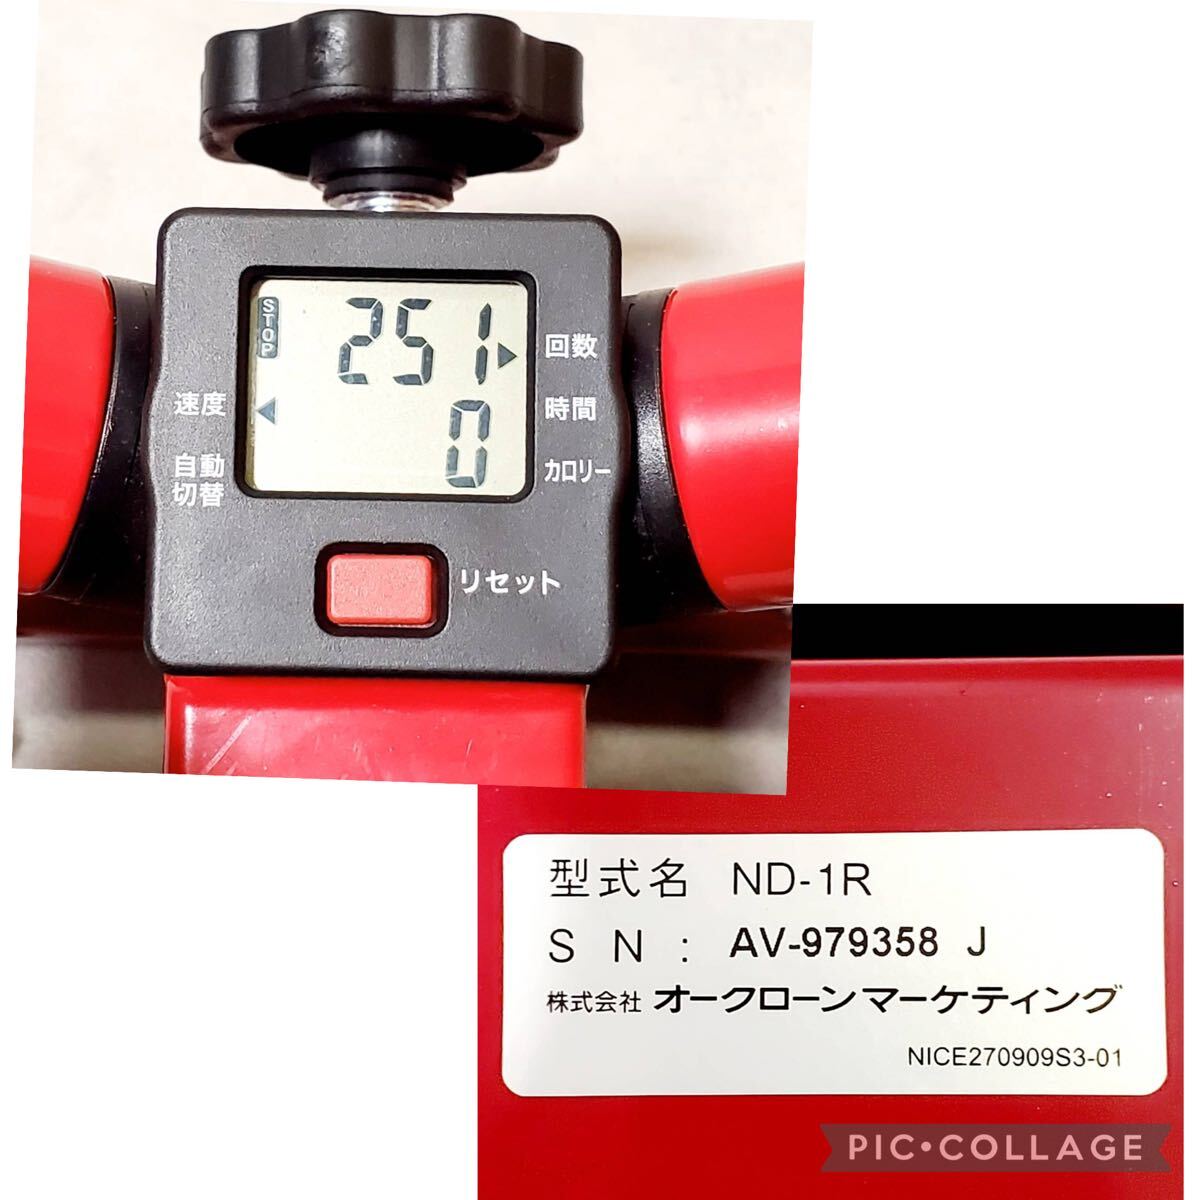 STOP
251
回数
速度
0
時間
自動
切替
カロリー
リセット
型式名 ND-1R
S N : AV-979358 J
株式会社 オークローンマーケティング
NICE270909S3-01
PIC•COLLAGE